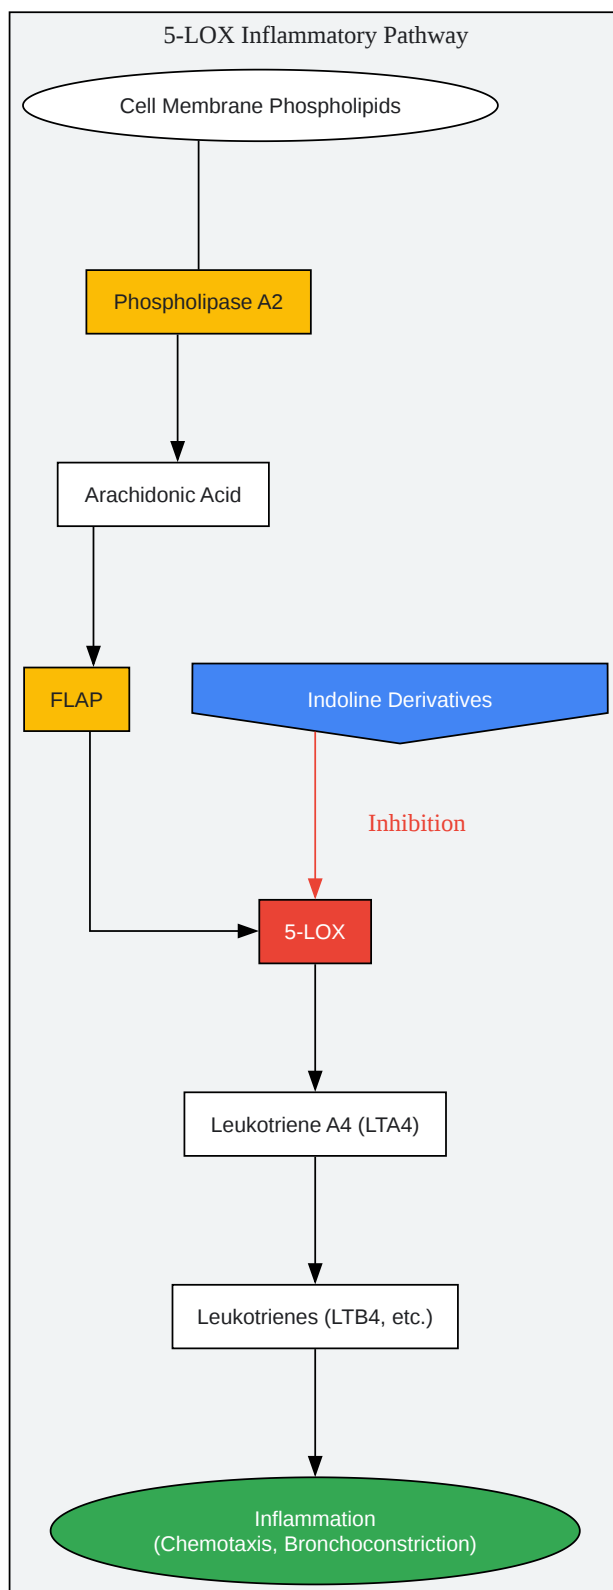 5-LOX Inflammatory Pathway
Cell Membrane Phospholipids
Phospholipase A2
Arachidonic Acid
FLAP
Indoline Derivatives
Inhibition
5-LOX
Leukotriene A4 (LTA4)
Leukotrienes (LTB4, etc.)
Inflammation
(Chemotaxis, Bronchoconstriction)